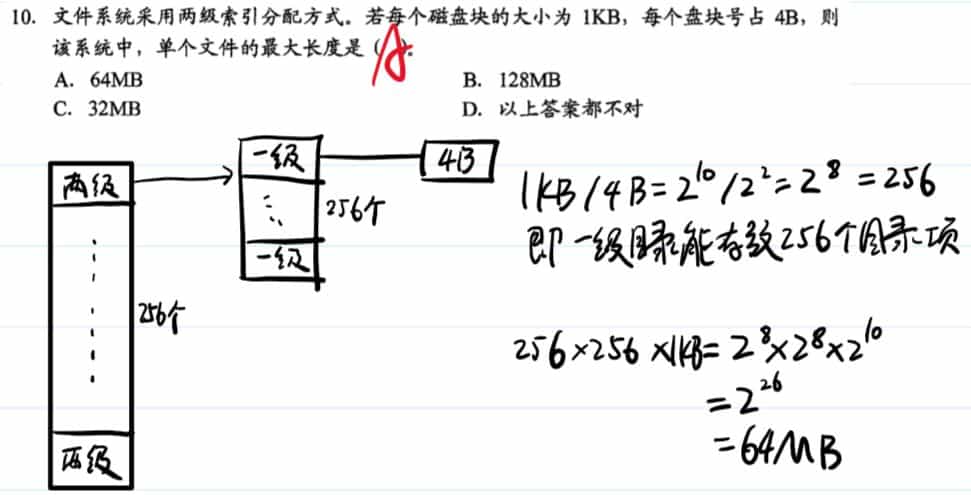 10. 文件系统采用两级索引分配方式。若每个磁盘块的大小为 1KB，每个盘块号占 4B，则
该系统中，单个文件的最大长度是（A）。
A. 64MB
B. 128MB
C. 32MB
D. 以上答案都不对
两级
一级
4B
256个
一级
256个
两级
1KB/4B=2^10/2^2=2^8=256
即一级目录能存放256个目录项
256×256×1KB=2^8×2^8×2^10
=2^26
=64MB